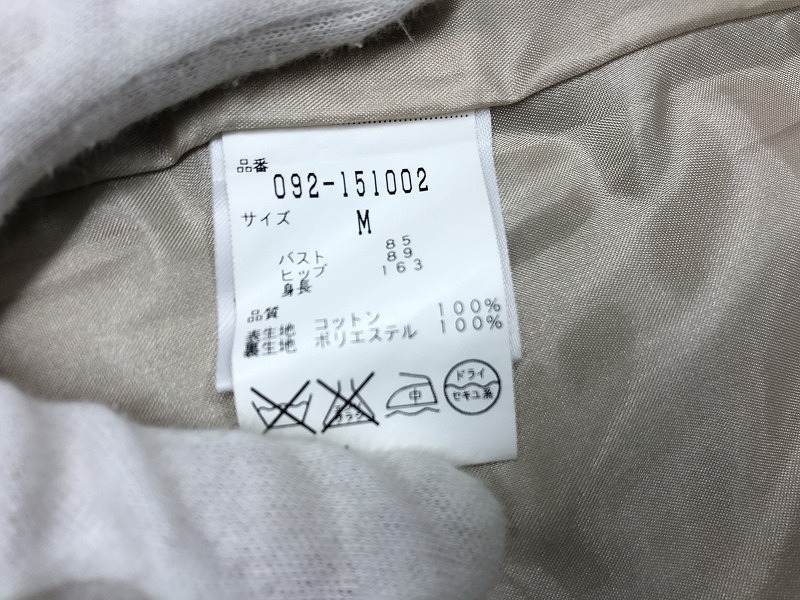 品番
092-151002
サイズ M
バスト 85
ヒップ 89
身長 163
品質
表生地 コットン 100%
裏生地 ポリエステル 100%
中
ドライ
セキユ系